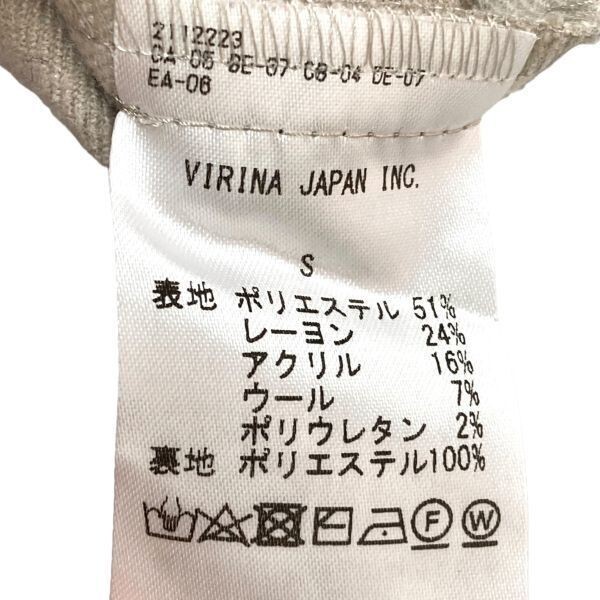 2112223
CA-06 BE-07 CB-04 DE-07
EA-06
VIRINA JAPAN INC.
S
表地 ポリエステル 51%
レーヨン 24%
アクリル 16%
ウール 7%
ポリウレタン 2%
裏地 ポリエステル100%
F W